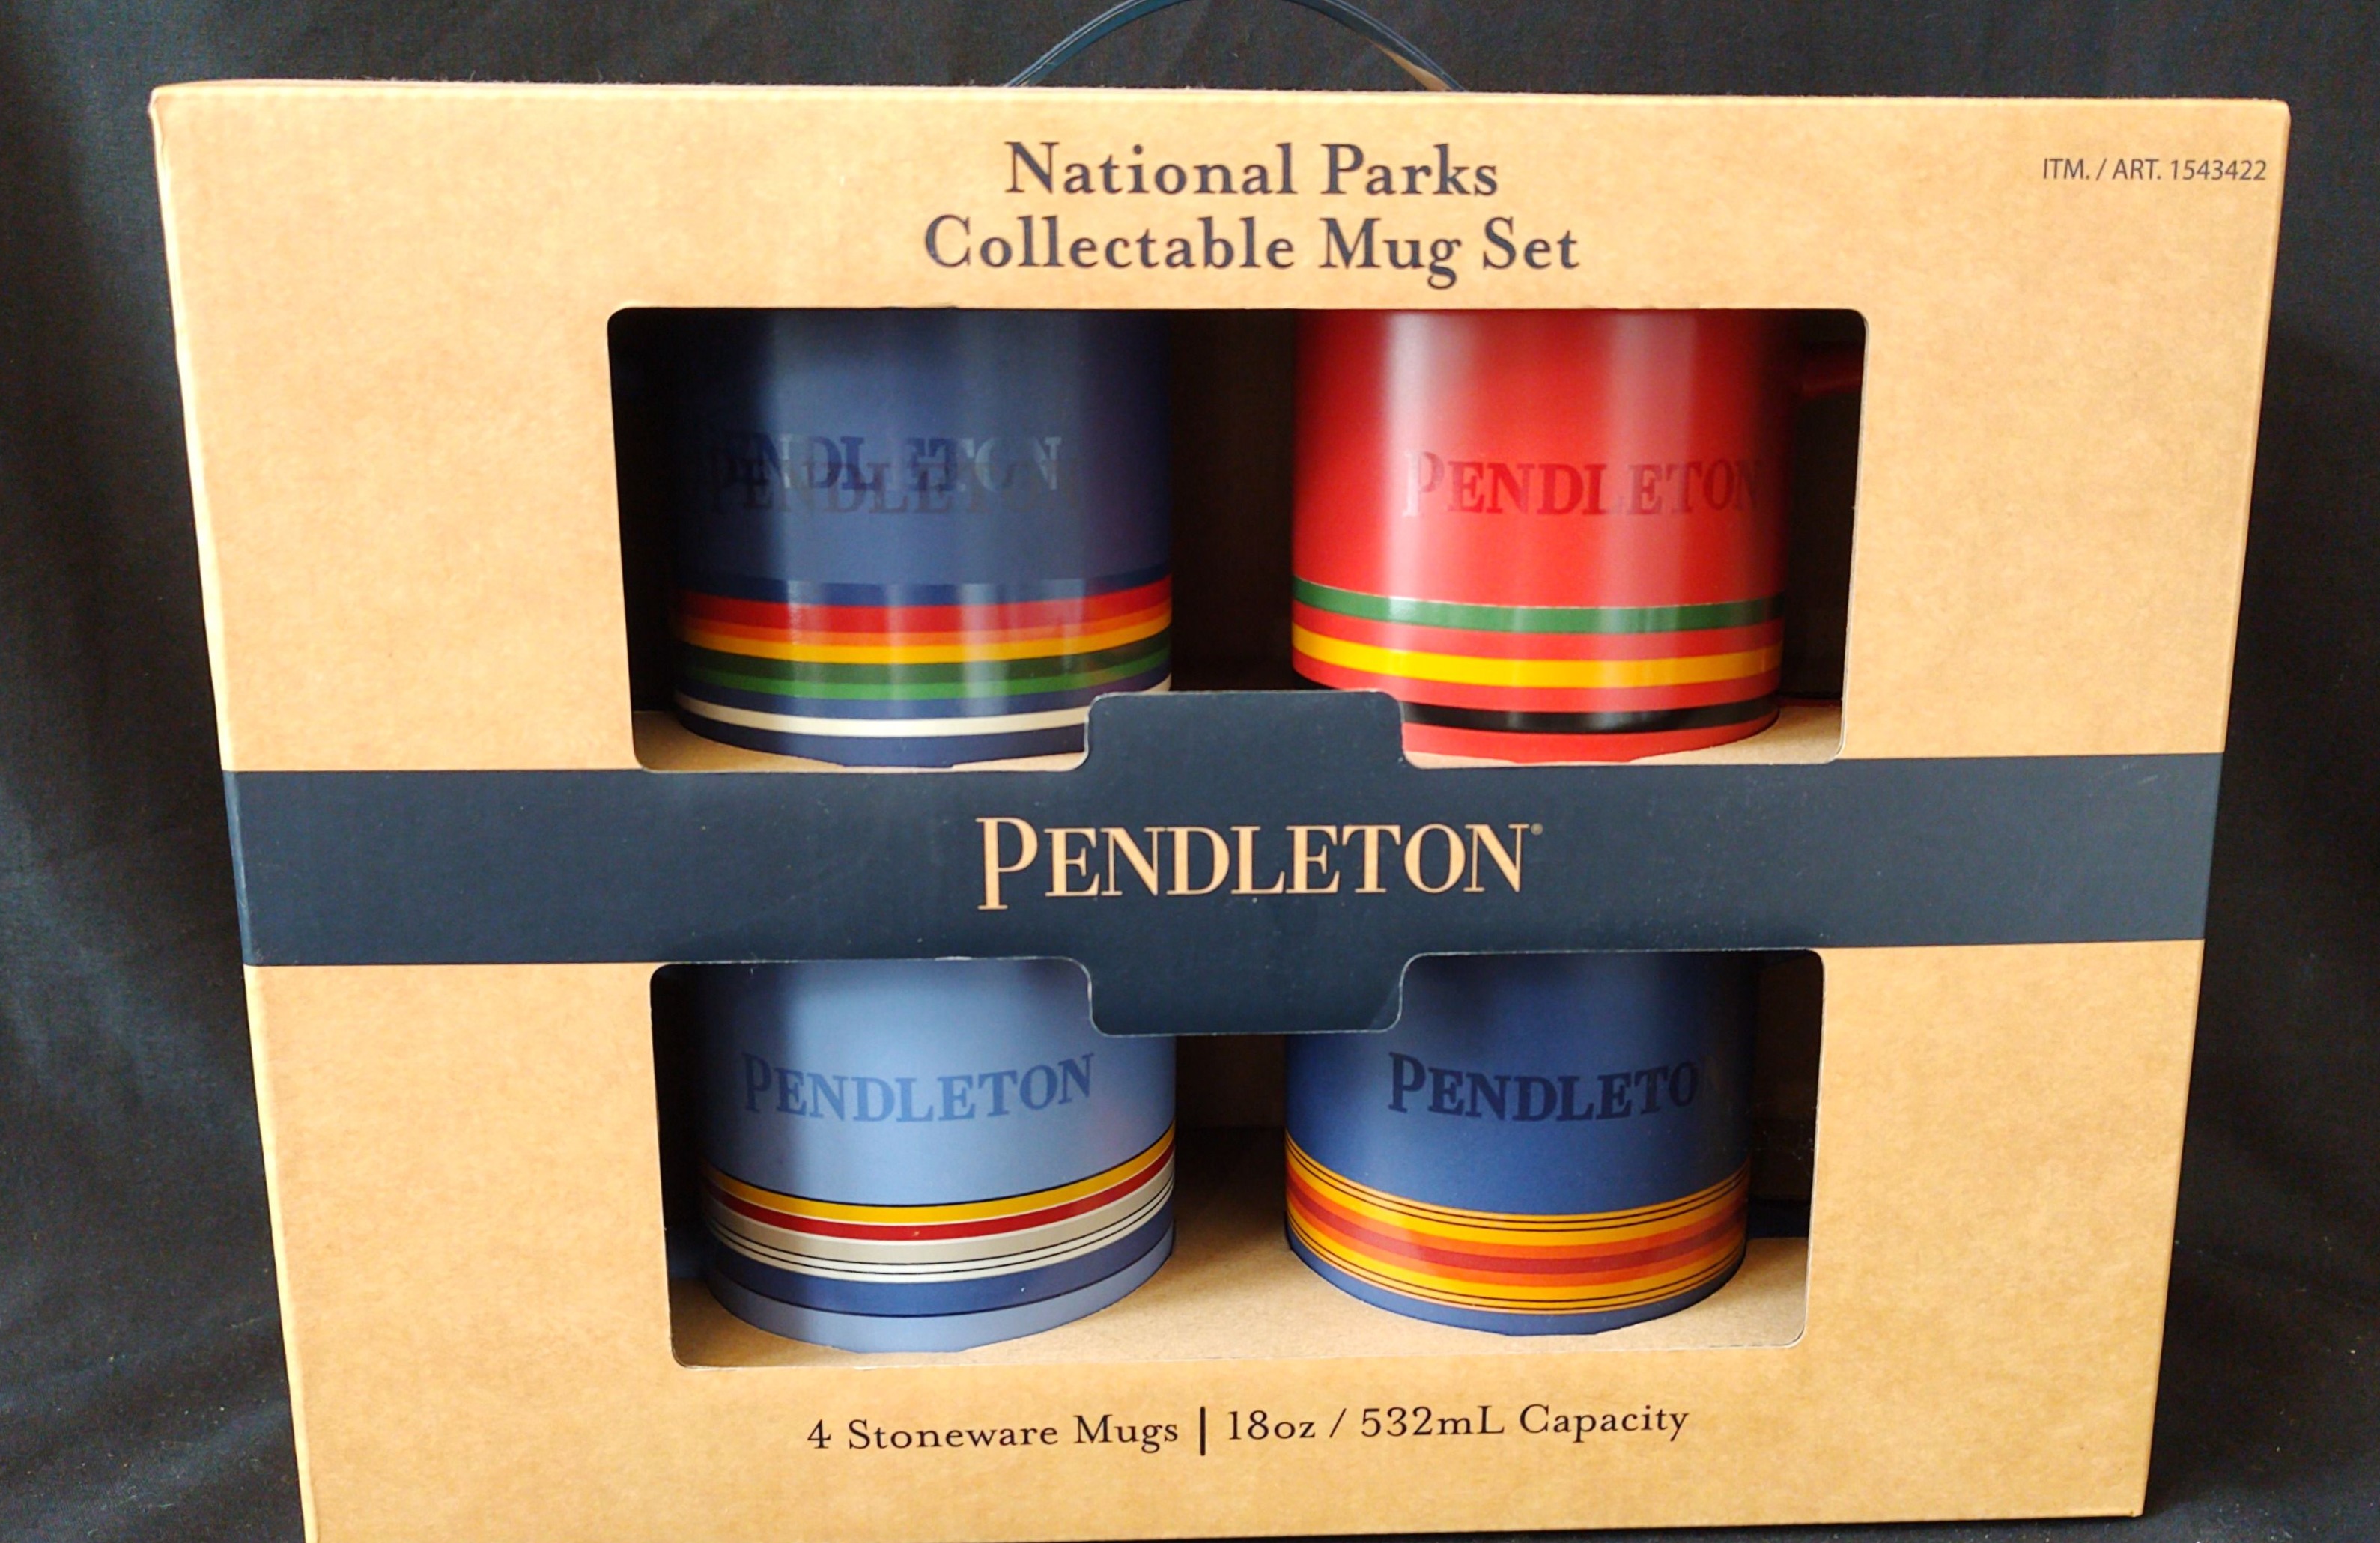 National Parks
Collectable Mug Set
ITM. / ART. 1543422
PENDLETON
PENDLETON
PENDLETON
PENDLETON®
PENDLETON
PENDLETO
4 Stoneware Mugs | 18oz / 532mL Capacity